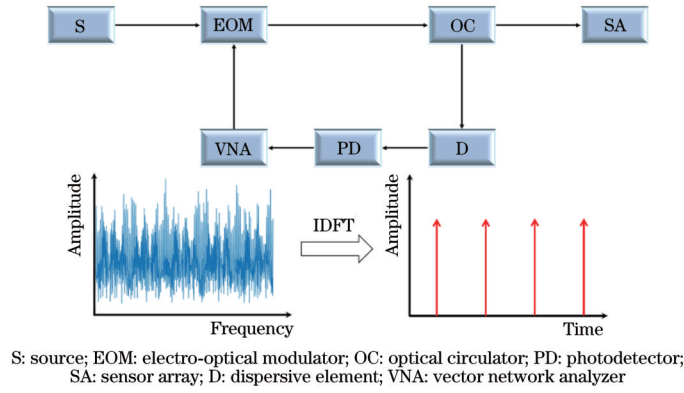 S
EOM
OC
SA
VNA
PD
D
Amplitude
Frequency
IDFT
Amplitude
Time
S: source; EOM: electro-optical modulator; OC: optical circulator; PD: photodetector;
SA: sensor array; D: dispersive element; VNA: vector network analyzer